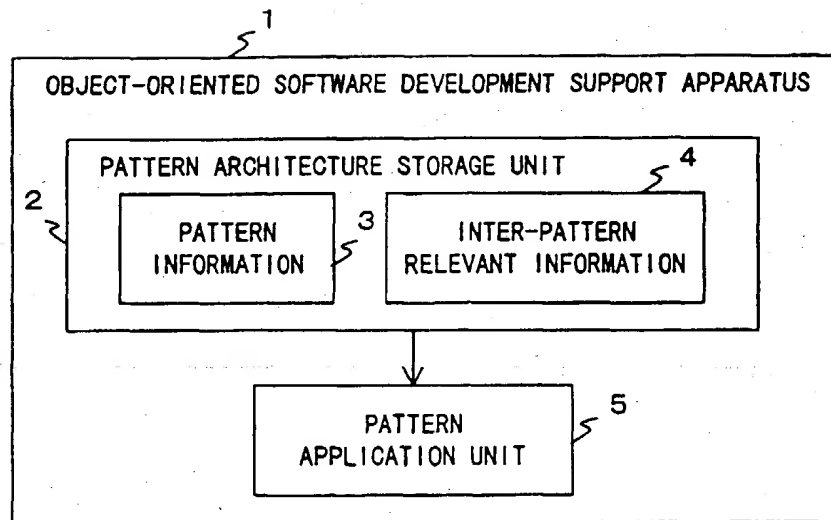 1
OBJECT-ORIENTED SOFTWARE DEVELOPMENT SUPPORT APPARATUS
PATTERN ARCHITECTURE STORAGE UNIT
4
2
PATTERN
INFORMATION
3
INTER-PATTERN
RELEVANT INFORMATION
PATTERN
APPLICATION UNIT
5